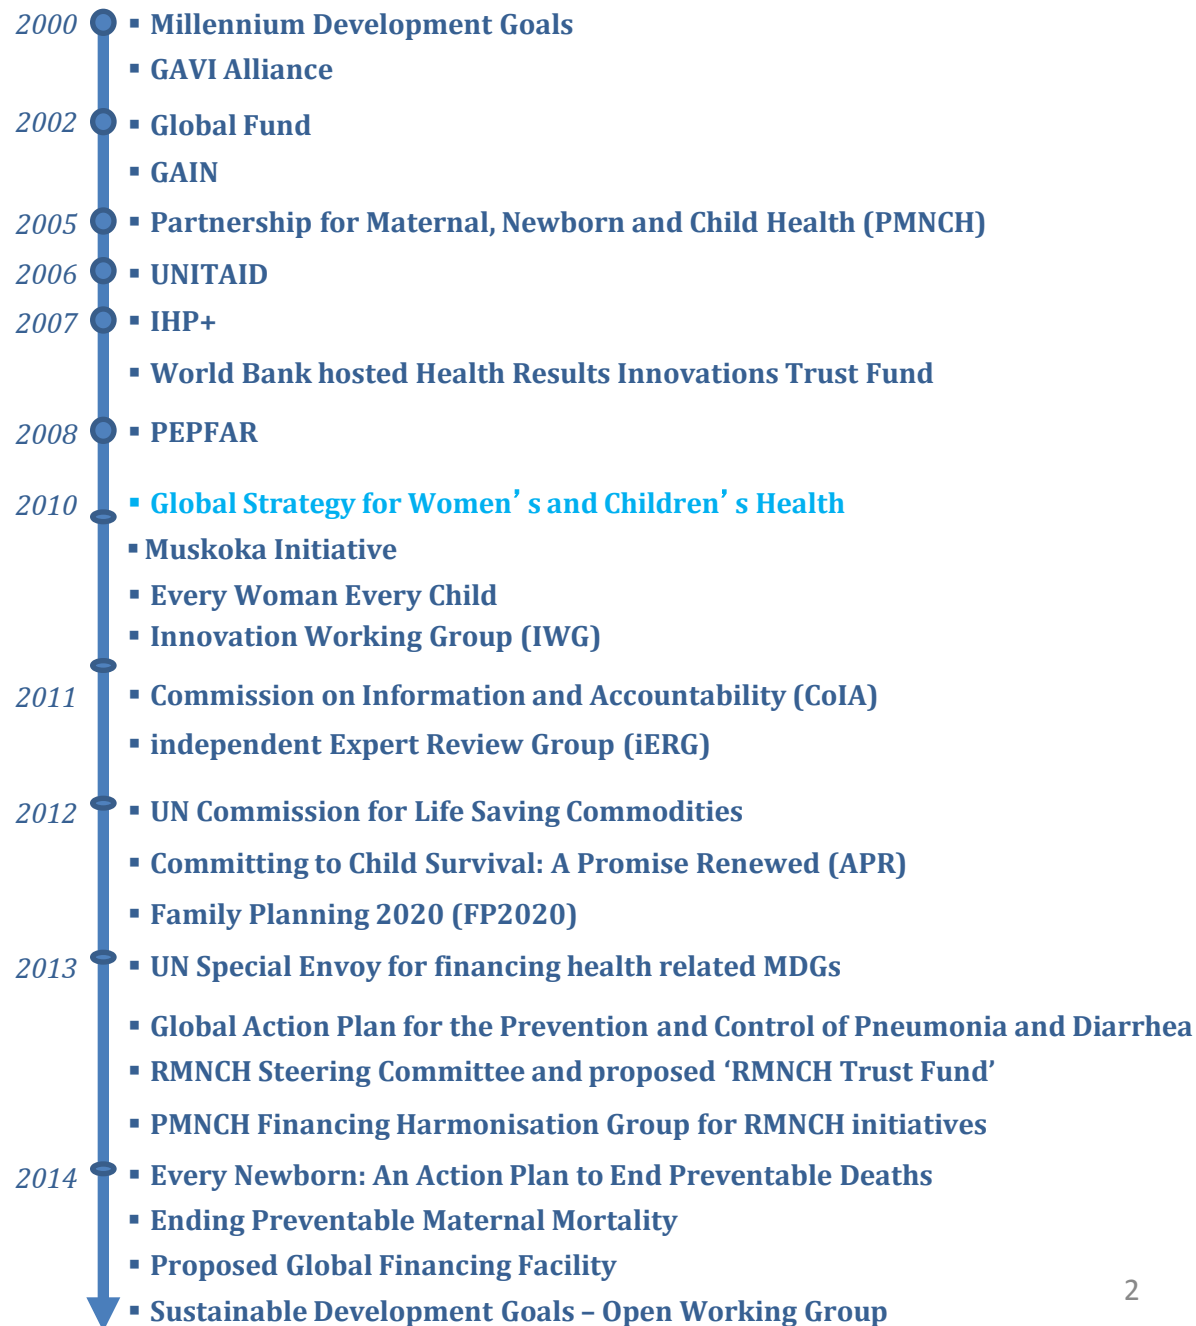 2000 ▪ Millennium Development Goals
▪ GAVI Alliance
2002 ▪ Global Fund
▪ GAIN
2005 ▪ Partnership for Maternal, Newborn and Child Health (PMNCH)
2006 ▪ UNITAID
2007 ▪ IHP+
▪ World Bank hosted Health Results Innovations Trust Fund
2008 ▪ PEPFAR
2010 ▪ Global Strategy for Women’s and Children’s Health
▪ Muskoka Initiative
▪ Every Woman Every Child
▪ Innovation Working Group (IWG)
2011 ▪ Commission on Information and Accountability (CoIA)
▪ independent Expert Review Group (iERG)
2012 ▪ UN Commission for Life Saving Commodities
▪ Committing to Child Survival: A Promise Renewed (APR)
▪ Family Planning 2020 (FP2020)
2013 ▪ UN Special Envoy for financing health related MDGs
▪ Global Action Plan for the Prevention and Control of Pneumonia and Diarrhea
▪ RMNCH Steering Committee and proposed ‘RMNCH Trust Fund’
▪ PMNCH Financing Harmonisation Group for RMNCH initiatives
2014 ▪ Every Newborn: An Action Plan to End Preventable Deaths
▪ Ending Preventable Maternal Mortality
▪ Proposed Global Financing Facility
▪ Sustainable Development Goals – Open Working Group
2